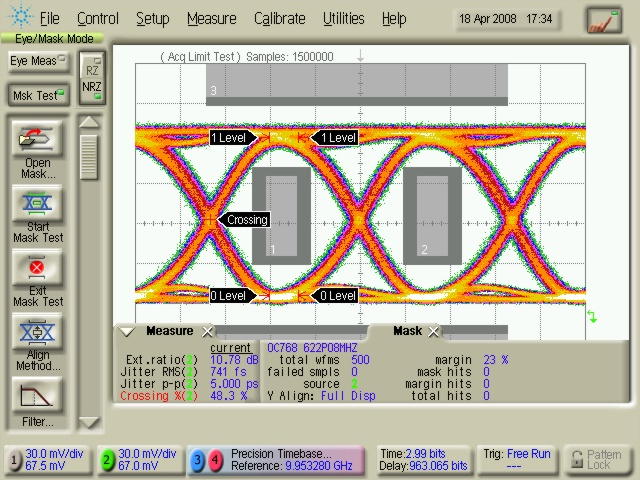 File Control Setup Measure Calibrate Utilities Help 18 Apr 2008 17:34
Eye/Mask Mode
Eye Meas
RZ
NRZ
Msk Test
( Acq Limit Test ) Samples: 1500000
3
1 Level 1 Level
Open
Mask...
Crossing
Start
Mask Test
1 2
Exit
Mask Test
0 Level 0 Level
Align
Method...
Filter...
Measure Mask
current OC768 622P08MHZ
Ext.ratio(2) 10.78 dB total wfms 500 margin 23 %
Jitter RMS(2) 741 fs failed smpls 0 mask hits 0
Jitter p-p(2) 5.000 ps source 2 margin hits 0
Crossing %(2) 48.3 % Y Align: Full Disp total hits 0
1 30.0 mV/div 2 30.0 mV/div 3 4 Precision Timebase... Time:2.99 bits Trig: Free Run Pattern
67.5 mV 67.0 mV Reference: 9.953280 GHz Delay:963.065 bits --- Lock